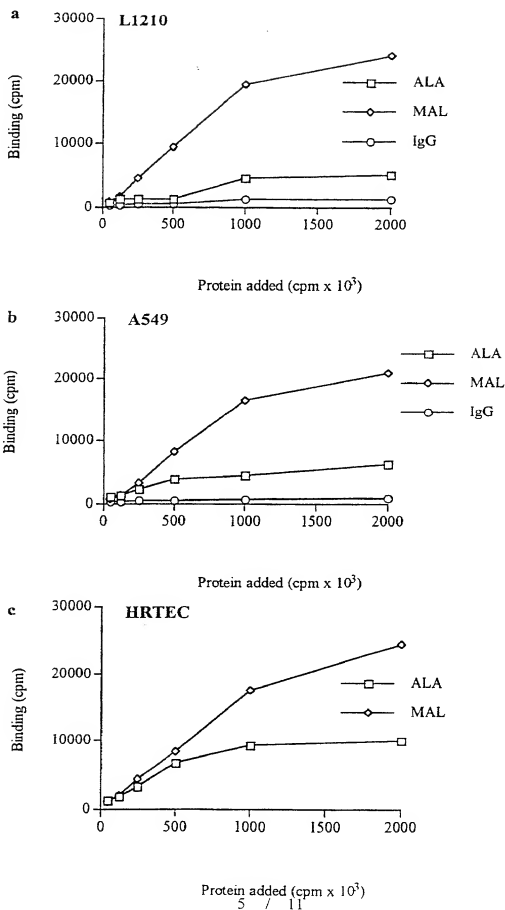 a
L1210
30000
20000
10000
0
Binding (cpm)
ALA
MAL
IgG
0 500 1000 1500 2000
Protein added (cpm x 10³)
b
A549
30000
20000
10000
0
Binding (cpm)
ALA
MAL
IgG
0 500 1000 1500 2000
Protein added (cpm x 10³)
c
HRTEC
30000
20000
10000
0
Binding (cpm)
ALA
MAL
0 500 1000 1500 2000
Protein added (cpm x 10³)
5 / 11